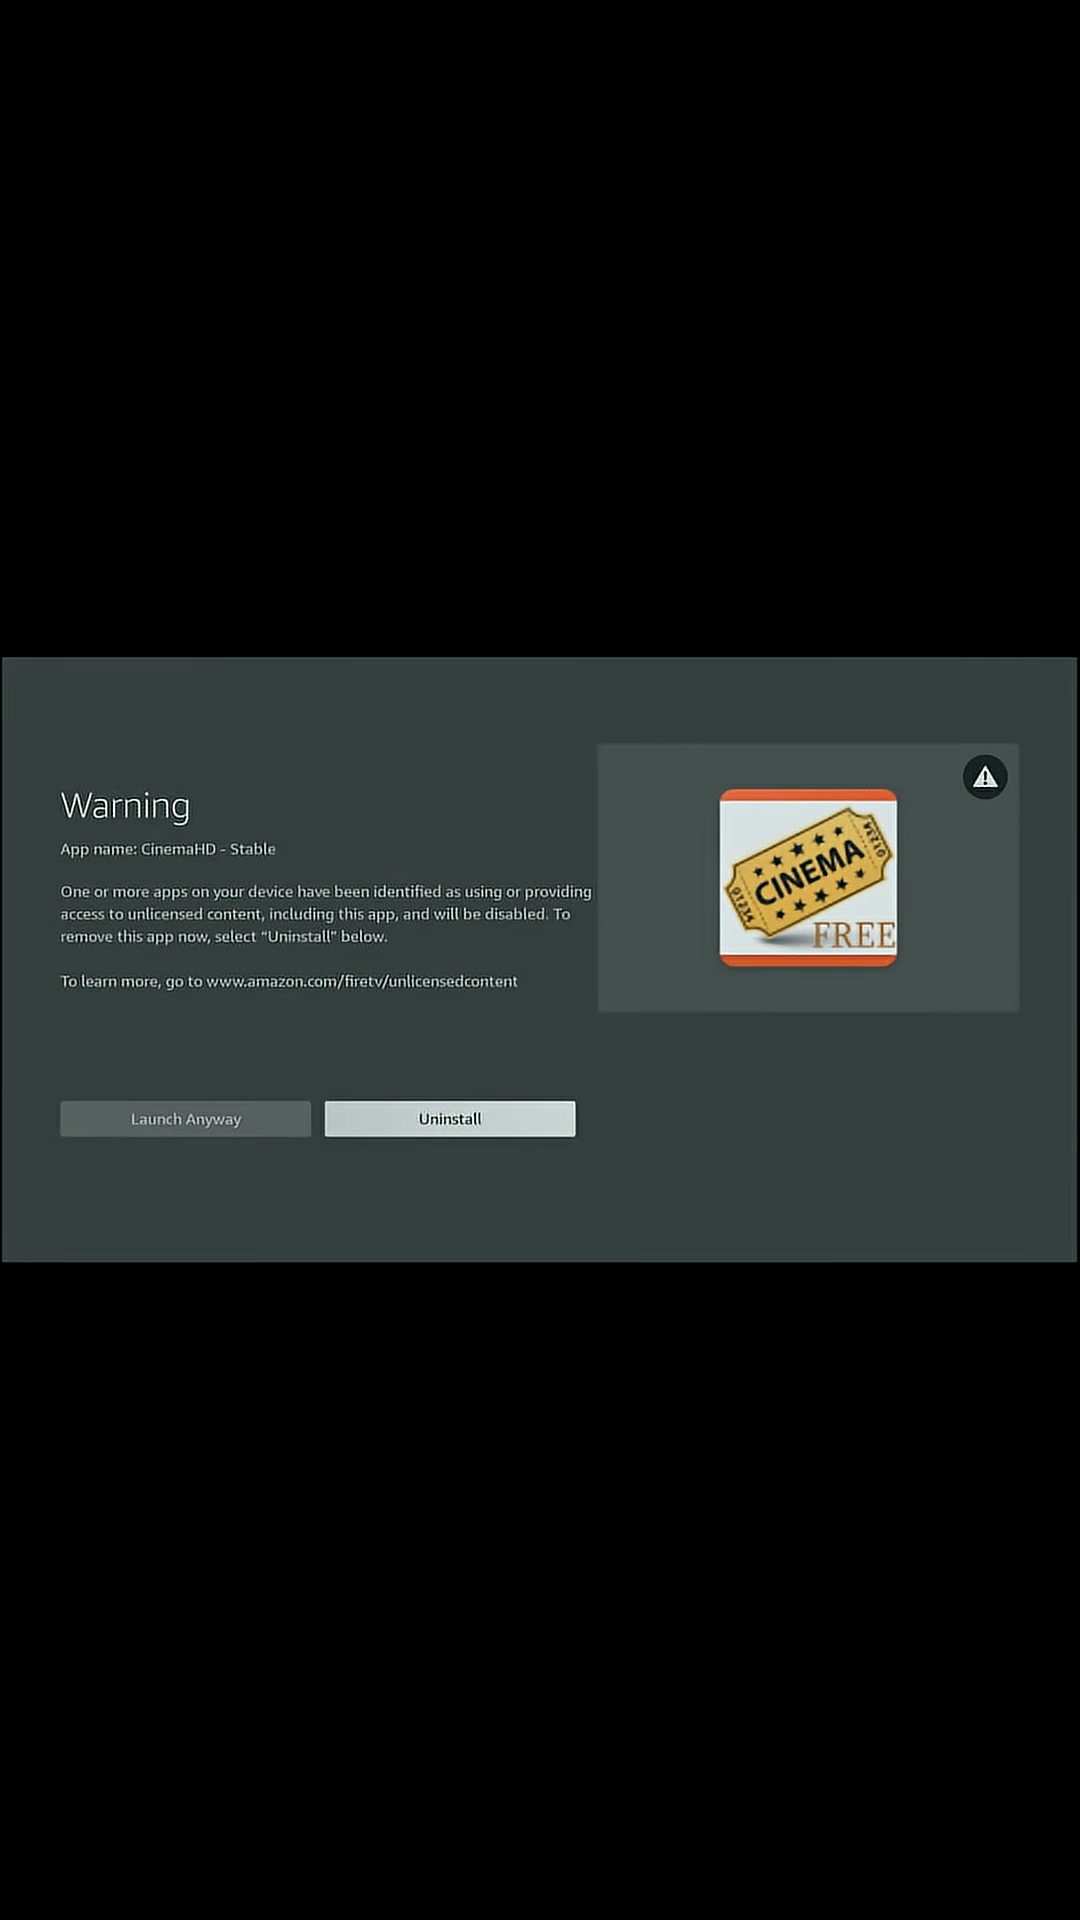 Warning
App name: CinemaHD - Stable
One or more apps on your device have been identified as using or providing
access to unlicensed content, including this app, and will be disabled. To
remove this app now, select “Uninstall” below.
To learn more, go to www.amazon.com/firetv/unlicensedcontent
Launch Anyway
Uninstall
01234
CINEMA
01234
FREE